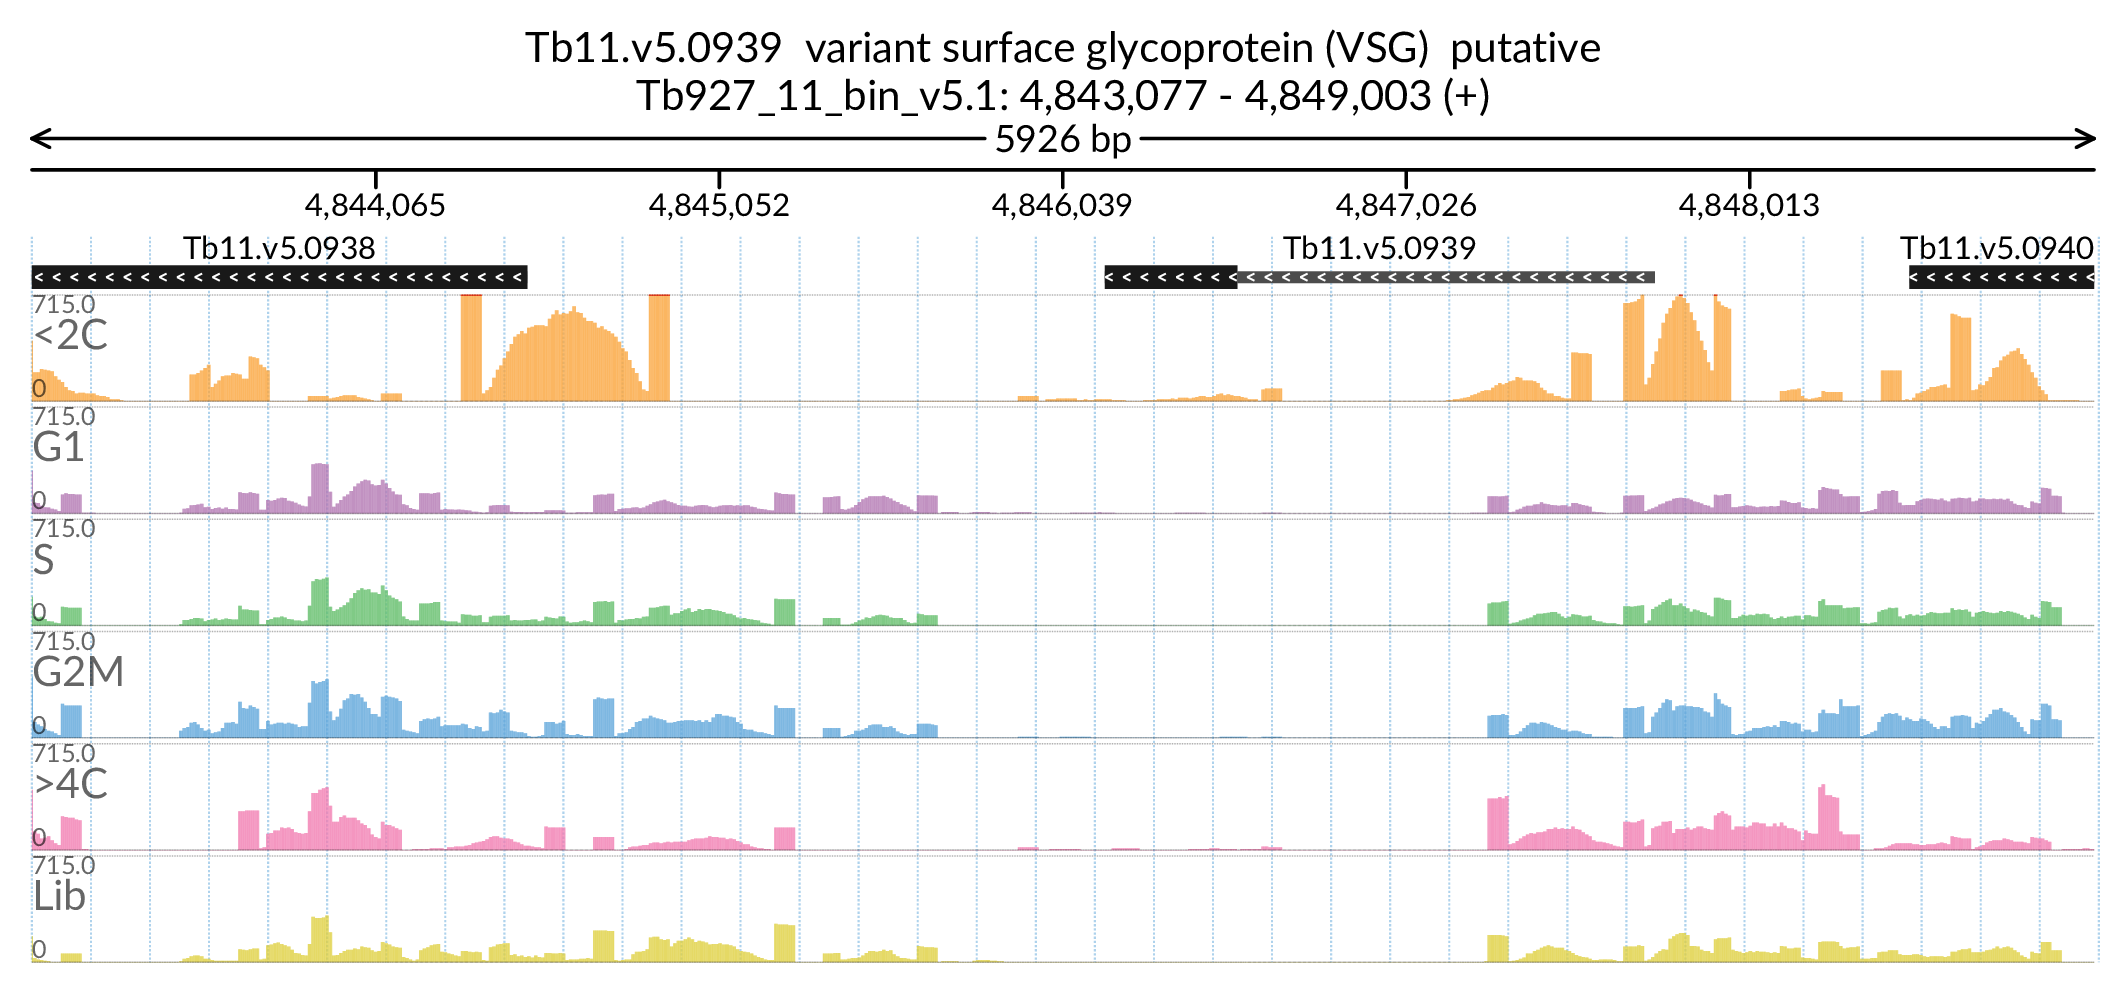 Tb11.v5.0939  variant surface glycoprotein (VSG)  putative
Tb927_11_bin_v5.1: 4,843,077 - 4,849,003 (+)
5926 bp
4,844,065 4,845,052 4,846,039 4,847,026 4,848,013
Tb11.v5.0938 Tb11.v5.0939 Tb11.v5.0940
715.0
<2C
0
715.0
G1
0
715.0
S
0
715.0
G2M
0
715.0
>4C
0
715.0
Lib
0